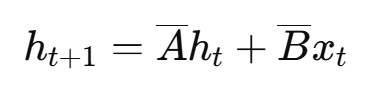 h_{t+1} = \overline{A}h_t + \overline{B}x_t